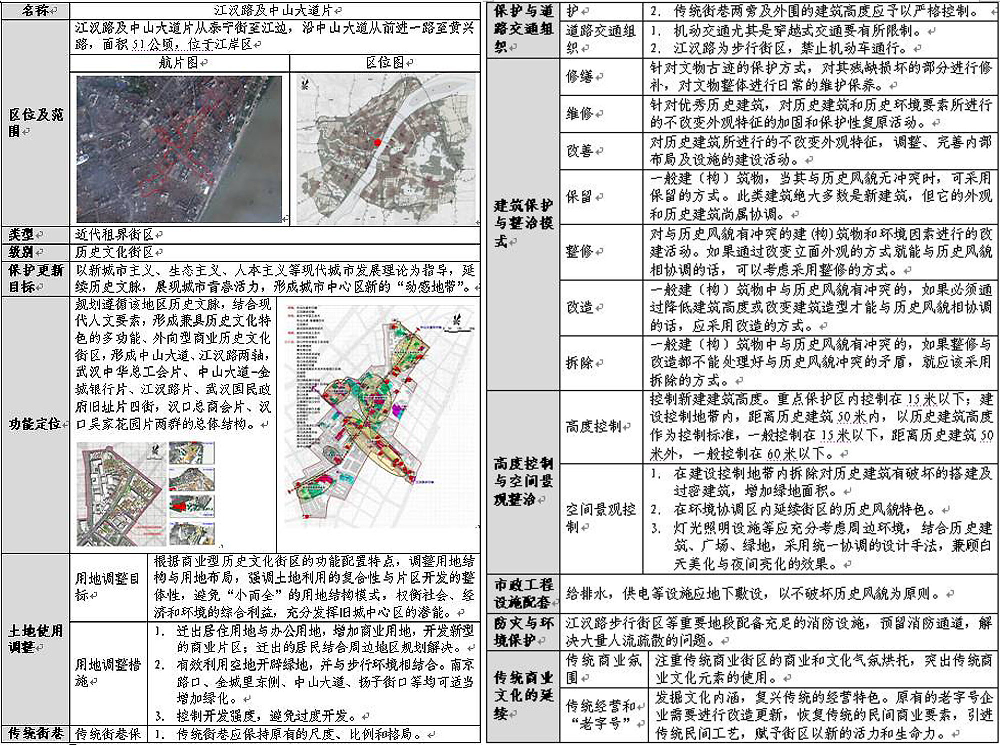 名称
江汉路及中山大道片
区位及范
围
江汉路及中山大道片从泰宁街至江边，沿中山大道从前进一路至黄兴
路，面积 51 公顷，位于江岸区
航片图
区位图
类型
近代租界街区
级别
历史文化街区
保护更新
目标
以新城市主义、生态主义、人本主义等现代城市发展理论为指导，延
续历史文脉，展现城市青春活力，形成城市中心区新的“动感地带”。
功能定位
规划遵循该地区历史文脉，结合现
代人文要素，形成兼具历史文化特
色的多功能、外向型商业历史文化
街区，形成中山大道、江汉路两轴，
武汉中华总工会片、中山大道-金
城银行片、江汉路片、武汉国民政
府旧址片四街，汉口总商会片、汉
口吴家花园片两群的总体结构。
土地使用
调整
用地调整目
标
根据商业型历史文化街区的功能配置特点，调整用地结
构与用地布局，强调土地利用的复合性与片区开发的整
体性，避免“小而全”的用地结构模式，权衡社会、经
济和环境的综合利益，充分发挥旧城中心区的潜能。
用地调整措
施
1. 迁出居住用地与办公用地，增加商业用地，开发新型
的商业片区；迁出的居民结合周边地区规划解决。
2. 有效利用空地开辟绿地，并与步行环境相结合。南京
路口、金城里东侧、中山大道、扬子街口等均可适当
增加绿化。
3. 控制开发强度，避免过度开发。
传统街巷
传统街巷保
1. 传统街巷应保持原有的尺度、比例和格局。
保护与道
路交通组
织
护
2. 传统街巷两旁及外围的建筑高度应予以严格控制。
道路交通组
织
1. 机动交通尤其是穿越式交通要有所限制。
2. 江汉路为步行街区，禁止机动车通行。
建筑保护
与整治模
式
修缮
针对文物古迹的保护方式，对其残缺损坏的部分进行修
补，对文物整体进行日常的维护保养。
维修
针对优秀历史建筑，对历史建筑和历史环境要素所进行
的不改变外观特征的加固和保护性复原活动。
改善
对历史建筑所进行的不改变外观特征，调整、完善内部
布局及设施的建设活动。
保留
一般建（构）筑物，当其与历史风貌无冲突时，可采用
保留的方式。此类建筑绝大多数是新建筑，但它的外观
和历史建筑尚属协调。
整修
对与历史风貌有冲突的建(构)筑物和环境因素进行的改
建活动。如果通过改变立面外观的方式就能与历史风貌
相协调的话，可以考虑采用整修的方式。
改造
一般建（构）筑物中与历史风貌有冲突的，如果必须通
过降低建筑高度或改变建筑造型才能与历史风貌相协调
的话，应采用改造的方式。
拆除
一般建（构）筑物中与历史风貌有冲突的，如果整修与
改造都不能处理好与历史风貌冲突的矛盾，就应该采用
拆除的方式。
高度控制
与空间景
观整治
高度控制
控制新建建筑高度。重点保护区内控制在 15 米以下；建
设控制地带内，距离历史建筑 50 米内，以历史建筑高度
作为控制标准，一般控制在 15 米以下，距离历史建筑 50
米外，一般控制在 60 米以下。
空间景观控
制
1. 在建设控制地带内拆除对历史建筑有破坏的搭建及
过密建筑，增加绿地面积。
2. 在环境协调区内延续街区的历史风貌特色。
3. 灯光照明设施等应充分考虑周边环境，结合历史建
筑、广场、绿地，采用统一协调的设计手法，兼顾白
天美化与夜间亮化的效果。
市政工程
设施配套
给排水，供电等设施应地下敷设，以不破坏历史风貌为原则。
防灾与环
境保护
江汉路步行街区等重要地段配备充足的消防设施，预留消防通道，解
决大量人流疏散的问题。
传统商业
文化的延
续
传统商业氛
围
注重传统商业街区的商业和文化气氛烘托，突出传统商
业文化元素的使用。
传统经营和
“老字号”
发掘文化内涵，复兴传统的经营特色。原有的老字号企
业需要进行改造更新，恢复传统的民间商业要素，引进
传统民间工艺，赋予街区以新的活力和生命力。